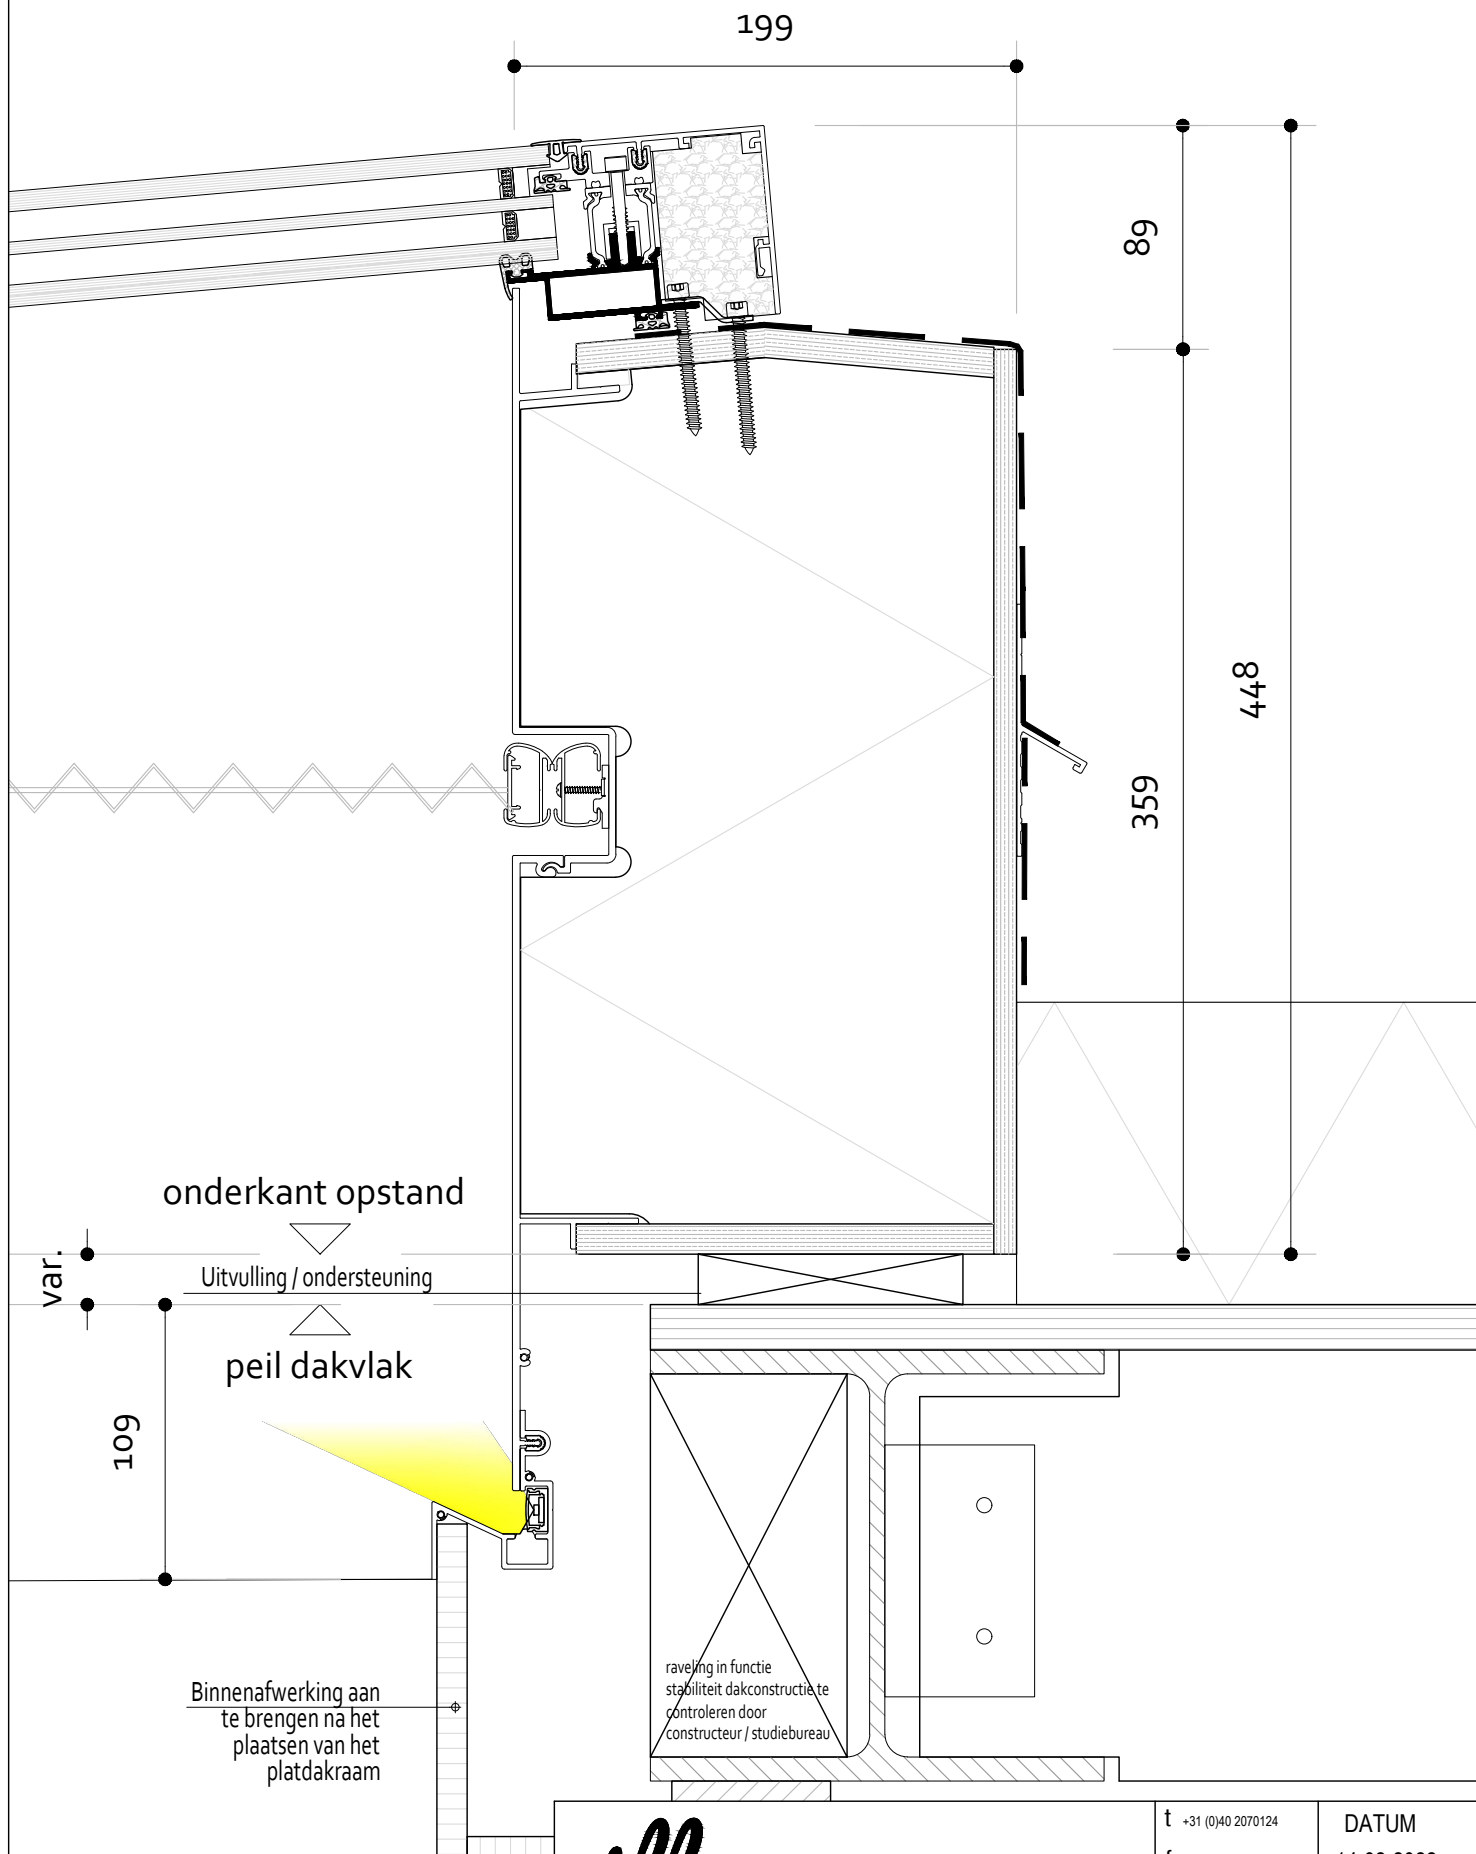 199
89
448
359
onderkant opstand
var.
Uitvulling / ondersteuning
peil dakvlak
109
raveling in functie
stabiliteit dakconstructie te
controleren door
constructeur / studiebureau
Binnenafwerking aan
te brengen na het
plaatsen van het
platdakraam
t +31 (0)40 2070124
DATUM